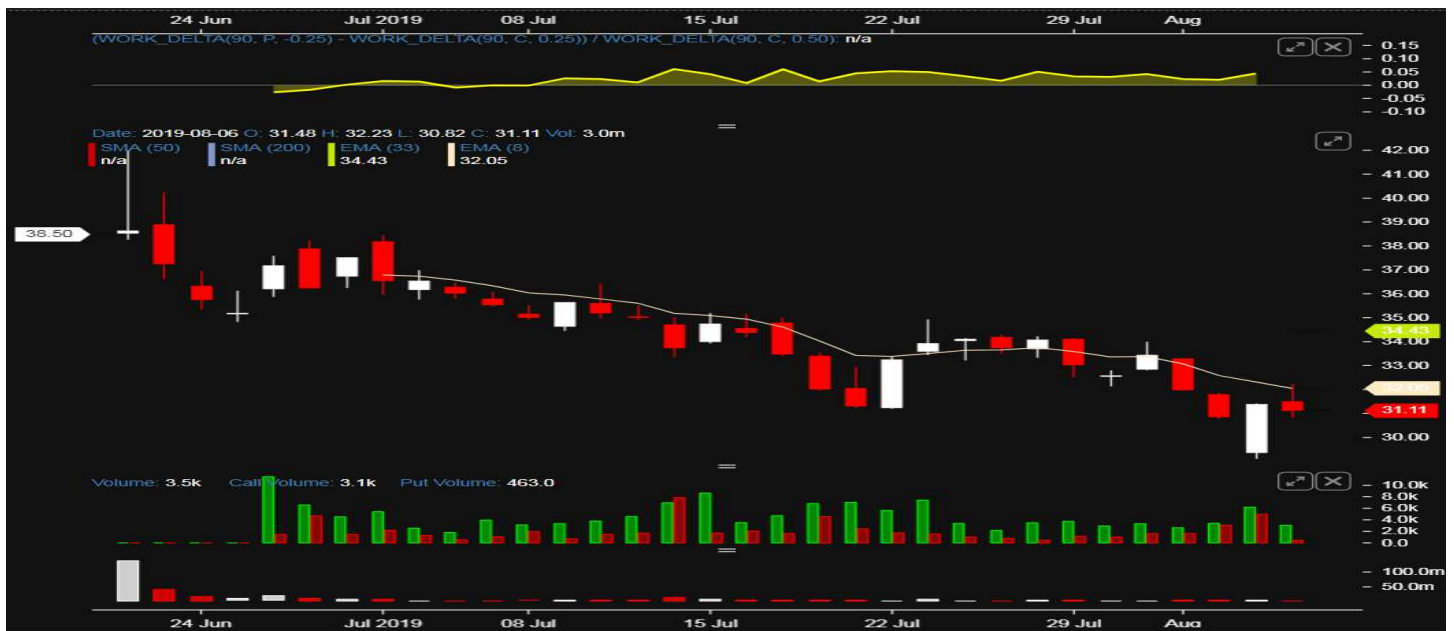 24 Jun Jul 2019 08 Jul 15 Jul 22 Jul 29 Jul Aug
(WORK_DELTA(90, P, -0.25) - WORK_DELTA(90, C, 0.25)) / WORK_DELTA(90, C, 0.50): n/a
0.15
0.10
0.05
0.00
-0.05
-0.10
Date: 2019-08-06 O: 31.48 H: 32.23 L: 30.82 C: 31.11 Vol: 3.0m
SMA (50) SMA (200) EMA (33) EMA (8)
n/a n/a 34.43 32.05
42.00
41.00
40.00
39.00
38.50
38.00
37.00
36.00
35.00
34.43
34.00
33.00
32.05
31.11
30.00
Volume: 3.5k Call Volume: 3.1k Put Volume: 463.0
10.0k
8.0k
6.0k
4.0k
2.0k
0.0
100.0m
50.0m
24 Jun Jul 2019 08 Jul 15 Jul 22 Jul 29 Jul Aug